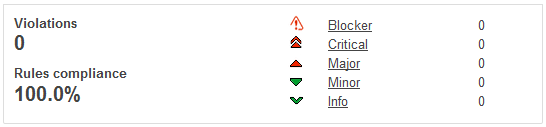 Violations
0
Rules compliance
100.0%
Blocker 0
Critical 0
Major 0
Minor 0
Info 0